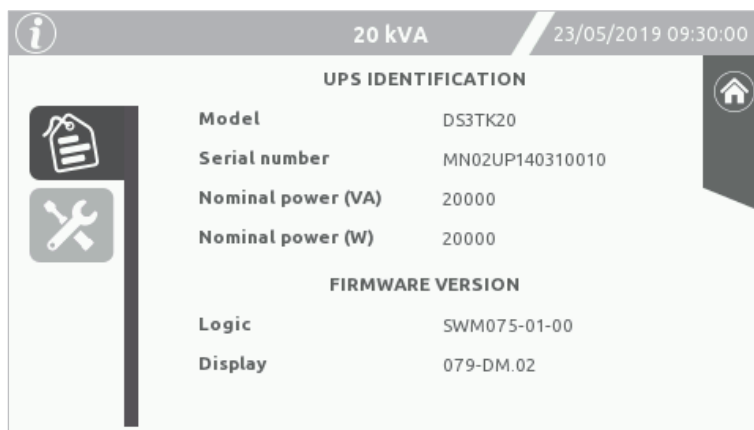 20 kVA 23/05/2019 09:30:00
UPS IDENTIFICATION
Model DS3TK20
Serial number MN02UP140310010
Nominal power (VA) 20000
Nominal power (W) 20000
FIRMWARE VERSION
Logic SWM075-01-00
Display 079-DM.02